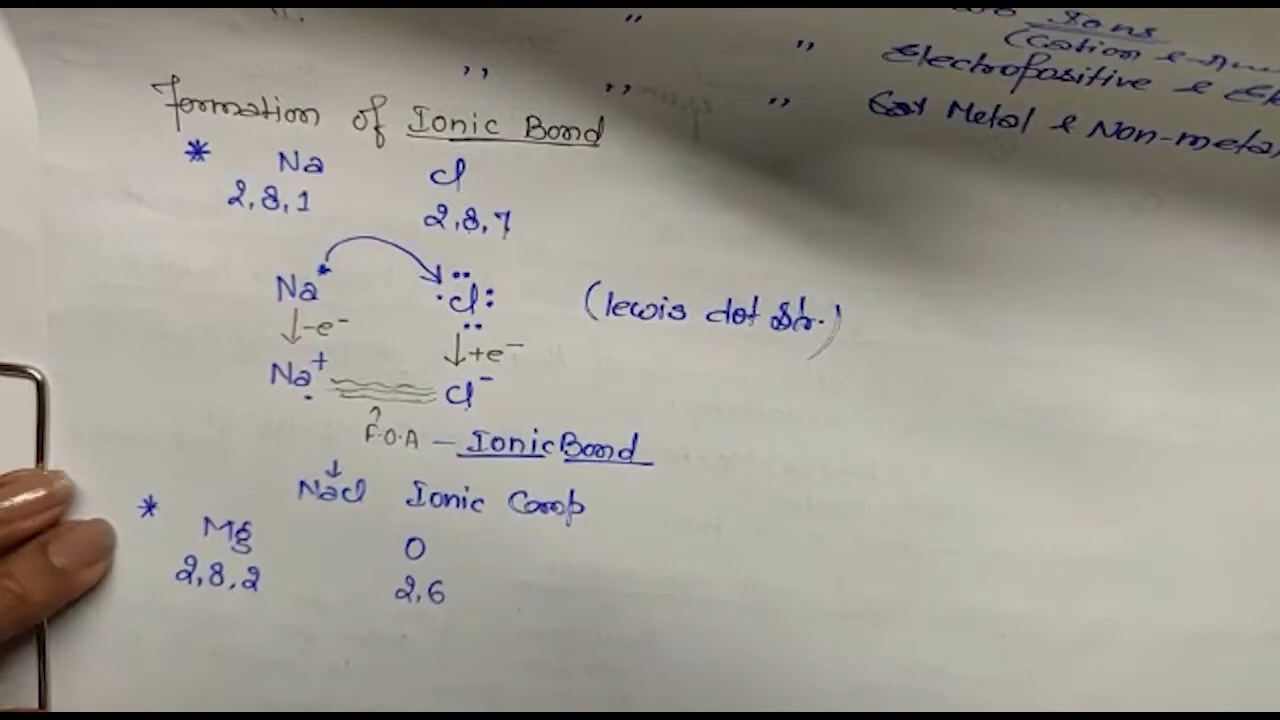 Ions
(Cation &
" Electropositive &
" " " Metal & Non-metal
Formation of Ionic Bond
* Na Cl
2,8,1 2,8,7
Na* ·Cl: (lewis dot str.)
↓-e⁻ ↓+e⁻
Na⁺ Cl⁻
F.O.A – Ionic Bond
↓
NaCl Ionic Comp
* Mg O
2,8,2 2,6